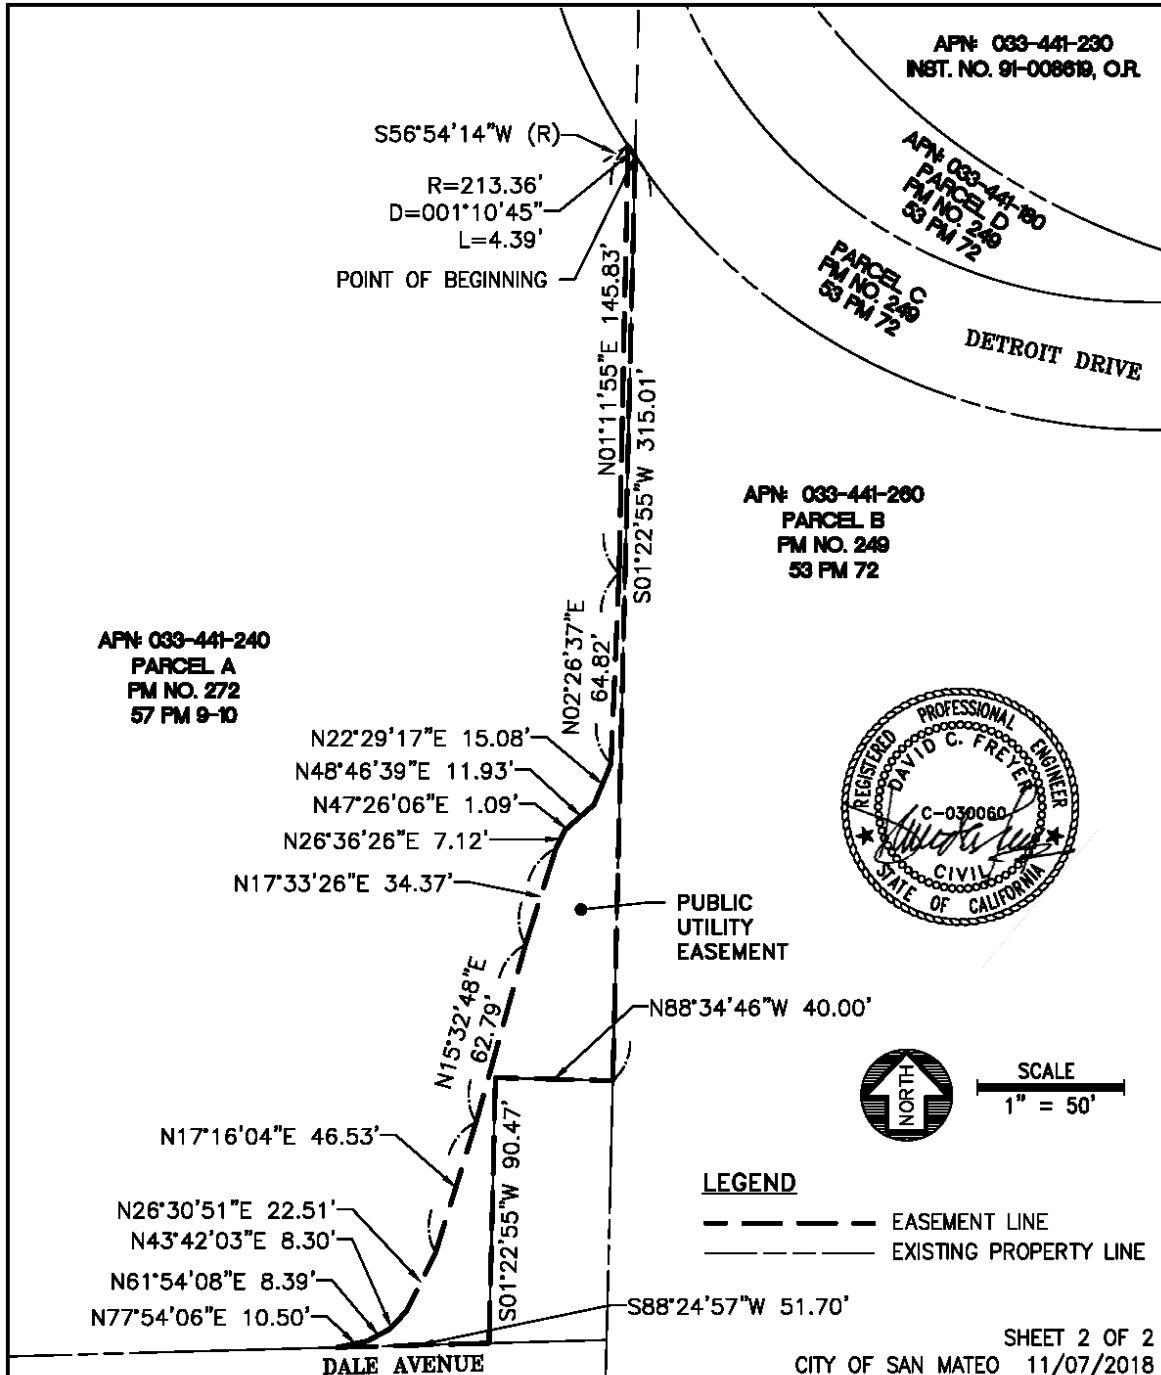 APN: 033-441-230
INST. NO. 91-008619, O.R.
S56°54'14"W (R)
R=213.36'
D=001°10'45"
L=4.39'
POINT OF BEGINNING
APN: 033-441-180
PARCEL D
PM NO. 249
53 PM 72
PARCEL C
PM NO. 249
53 PM 72
DETROIT DRIVE
N01°11'55"E 145.83'
S01°22'55"W 315.01'
APN: 033-441-260
PARCEL B
PM NO. 249
53 PM 72
APN: 033-441-240
PARCEL A
PM NO. 272
57 PM 9-10
N02°26'37"E
64.82'
N22°29'17"E 15.08'
N48°46'39"E 11.93'
N47°26'06"E 1.09'
N26°36'26"E 7.12'
N17°33'26"E 34.37'
REGISTERED PROFESSIONAL ENGINEER
DAVID C. FREYER
C-030060
CIVIL
STATE OF CALIFORNIA
PUBLIC
UTILITY
EASEMENT
N15°32'48"E
62.79'
N88°34'46"W 40.00'
NORTH
SCALE
1" = 50'
N17°16'04"E 46.53'
S01°22'55"W 90.47'
N26°30'51"E 22.51'
N43°42'03"E 8.30'
N61°54'08"E 8.39'
N77°54'06"E 10.50'
LEGEND
EASEMENT LINE
EXISTING PROPERTY LINE
S88°24'57"W 51.70'
DALE AVENUE
SHEET 2 OF 2
CITY OF SAN MATEO 11/07/2018